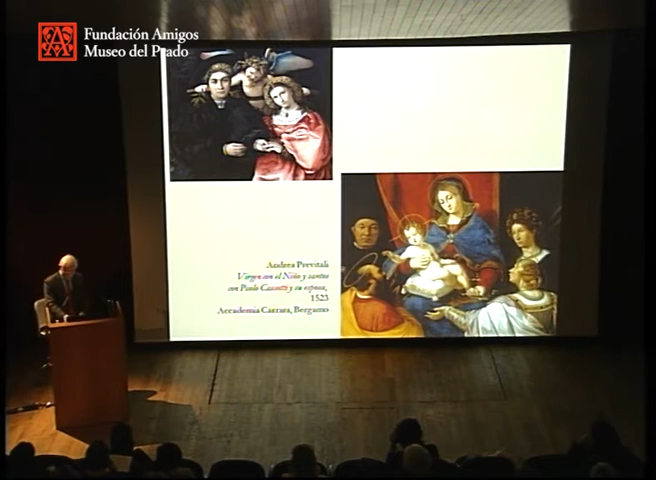 Fundación Amigos
Museo del Prado
Andrea Previtali
Virgen con el Niño y santos
con Paolo Cassotti y su esposa,
1523
Accademia Carrara, Bergamo